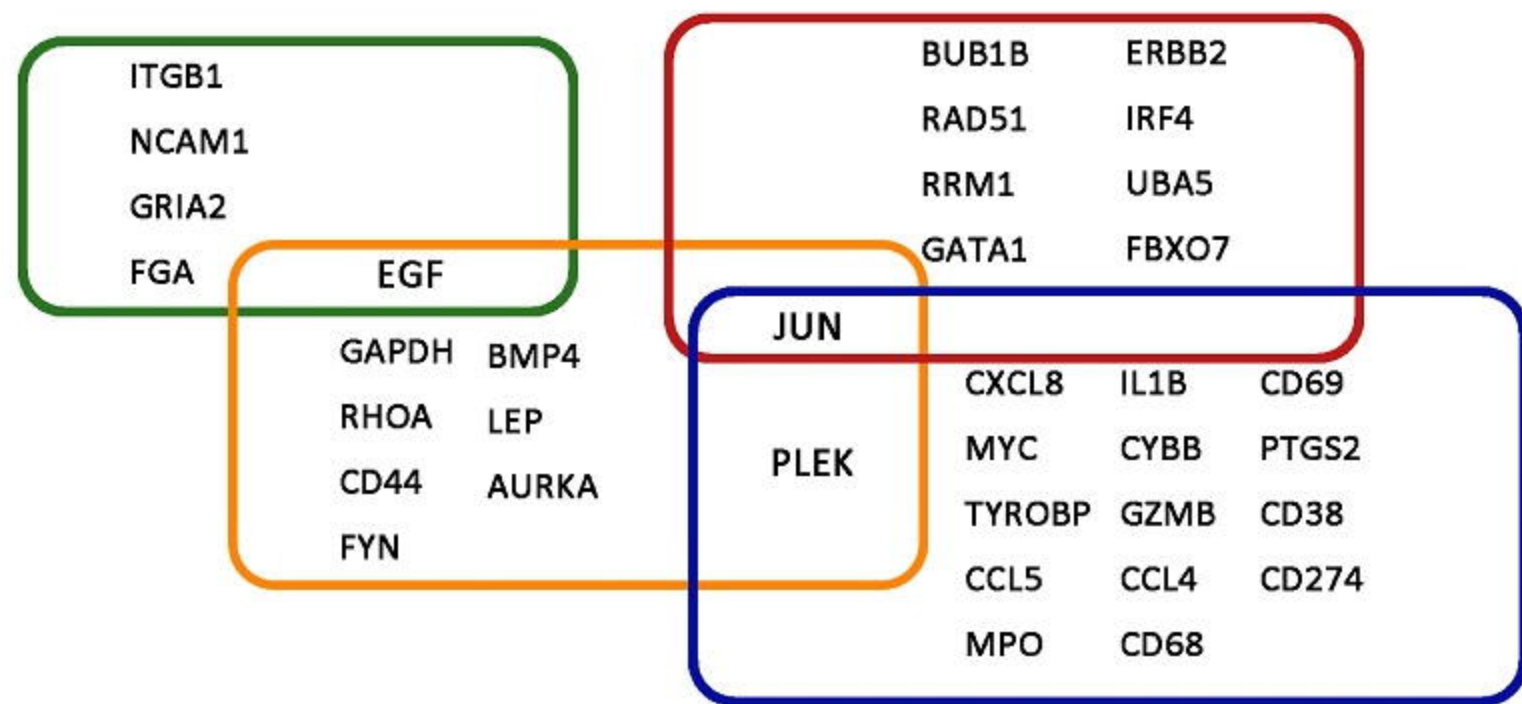 ITGB1
NCAM1
GRIA2
FGA
EGF
BUB1B ERBB2
RAD51 IRF4
RRM1 UBA5
GATA1 FBXO7
JUN
GAPDH BMP4
RHOA LEP
CD44 AURKA
FYN
PLEK
CXCL8 IL1B CD69
MYC CYBB PTGS2
TYROBP GZMB CD38
CCL5 CCL4 CD274
MPO CD68